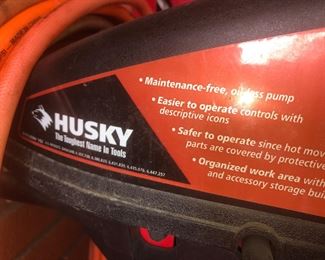 HUSKY
The Toughest Name in Tools
• Maintenance-free, oil-less pump
• Easier to operate controls with
descriptive icons
• Safer to operate since hot mov
parts are covered by protective
• Organized work area with
and accessory storage bui